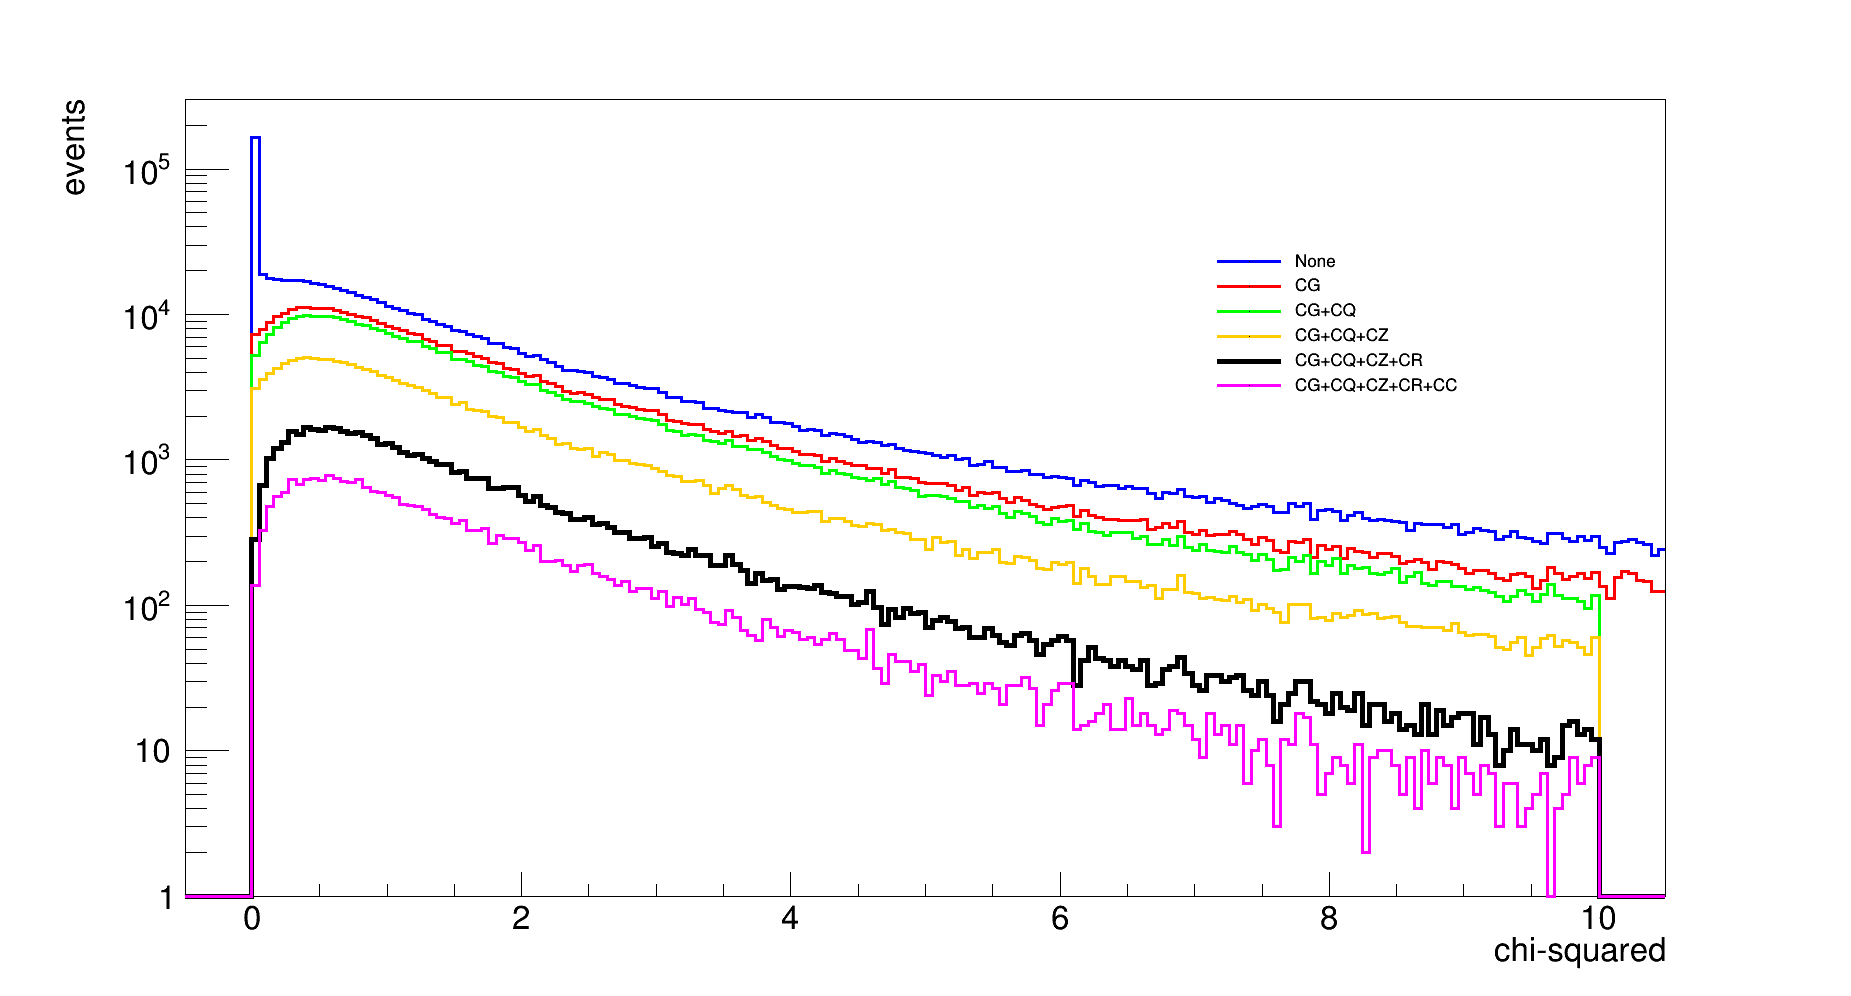 events
10^5
10^4
10^3
10^2
10
1
None
CG
CG+CQ
CG+CQ+CZ
CG+CQ+CZ+CR
CG+CQ+CZ+CR+CC
0 2 4 6 8 10
chi-squared